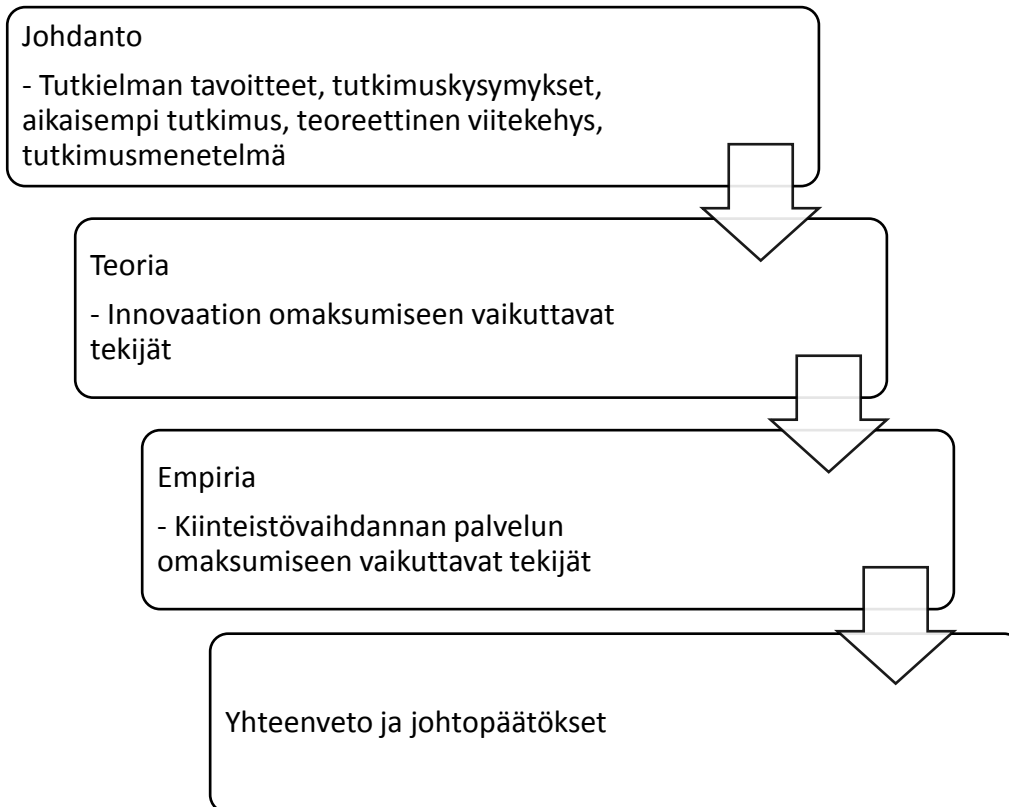 Johdanto
- Tutkielman tavoitteet, tutkimuskysymykset,
aikaisempi tutkimus, teoreettinen viitekehys,
tutkimusmenetelmä
Teoria
- Innovaation omaksumiseen vaikuttavat
tekijät
Empiria
- Kiinteistövaihdannan palvelun
omaksumiseen vaikuttavat tekijät
Yhteenveto ja johtopäätökset